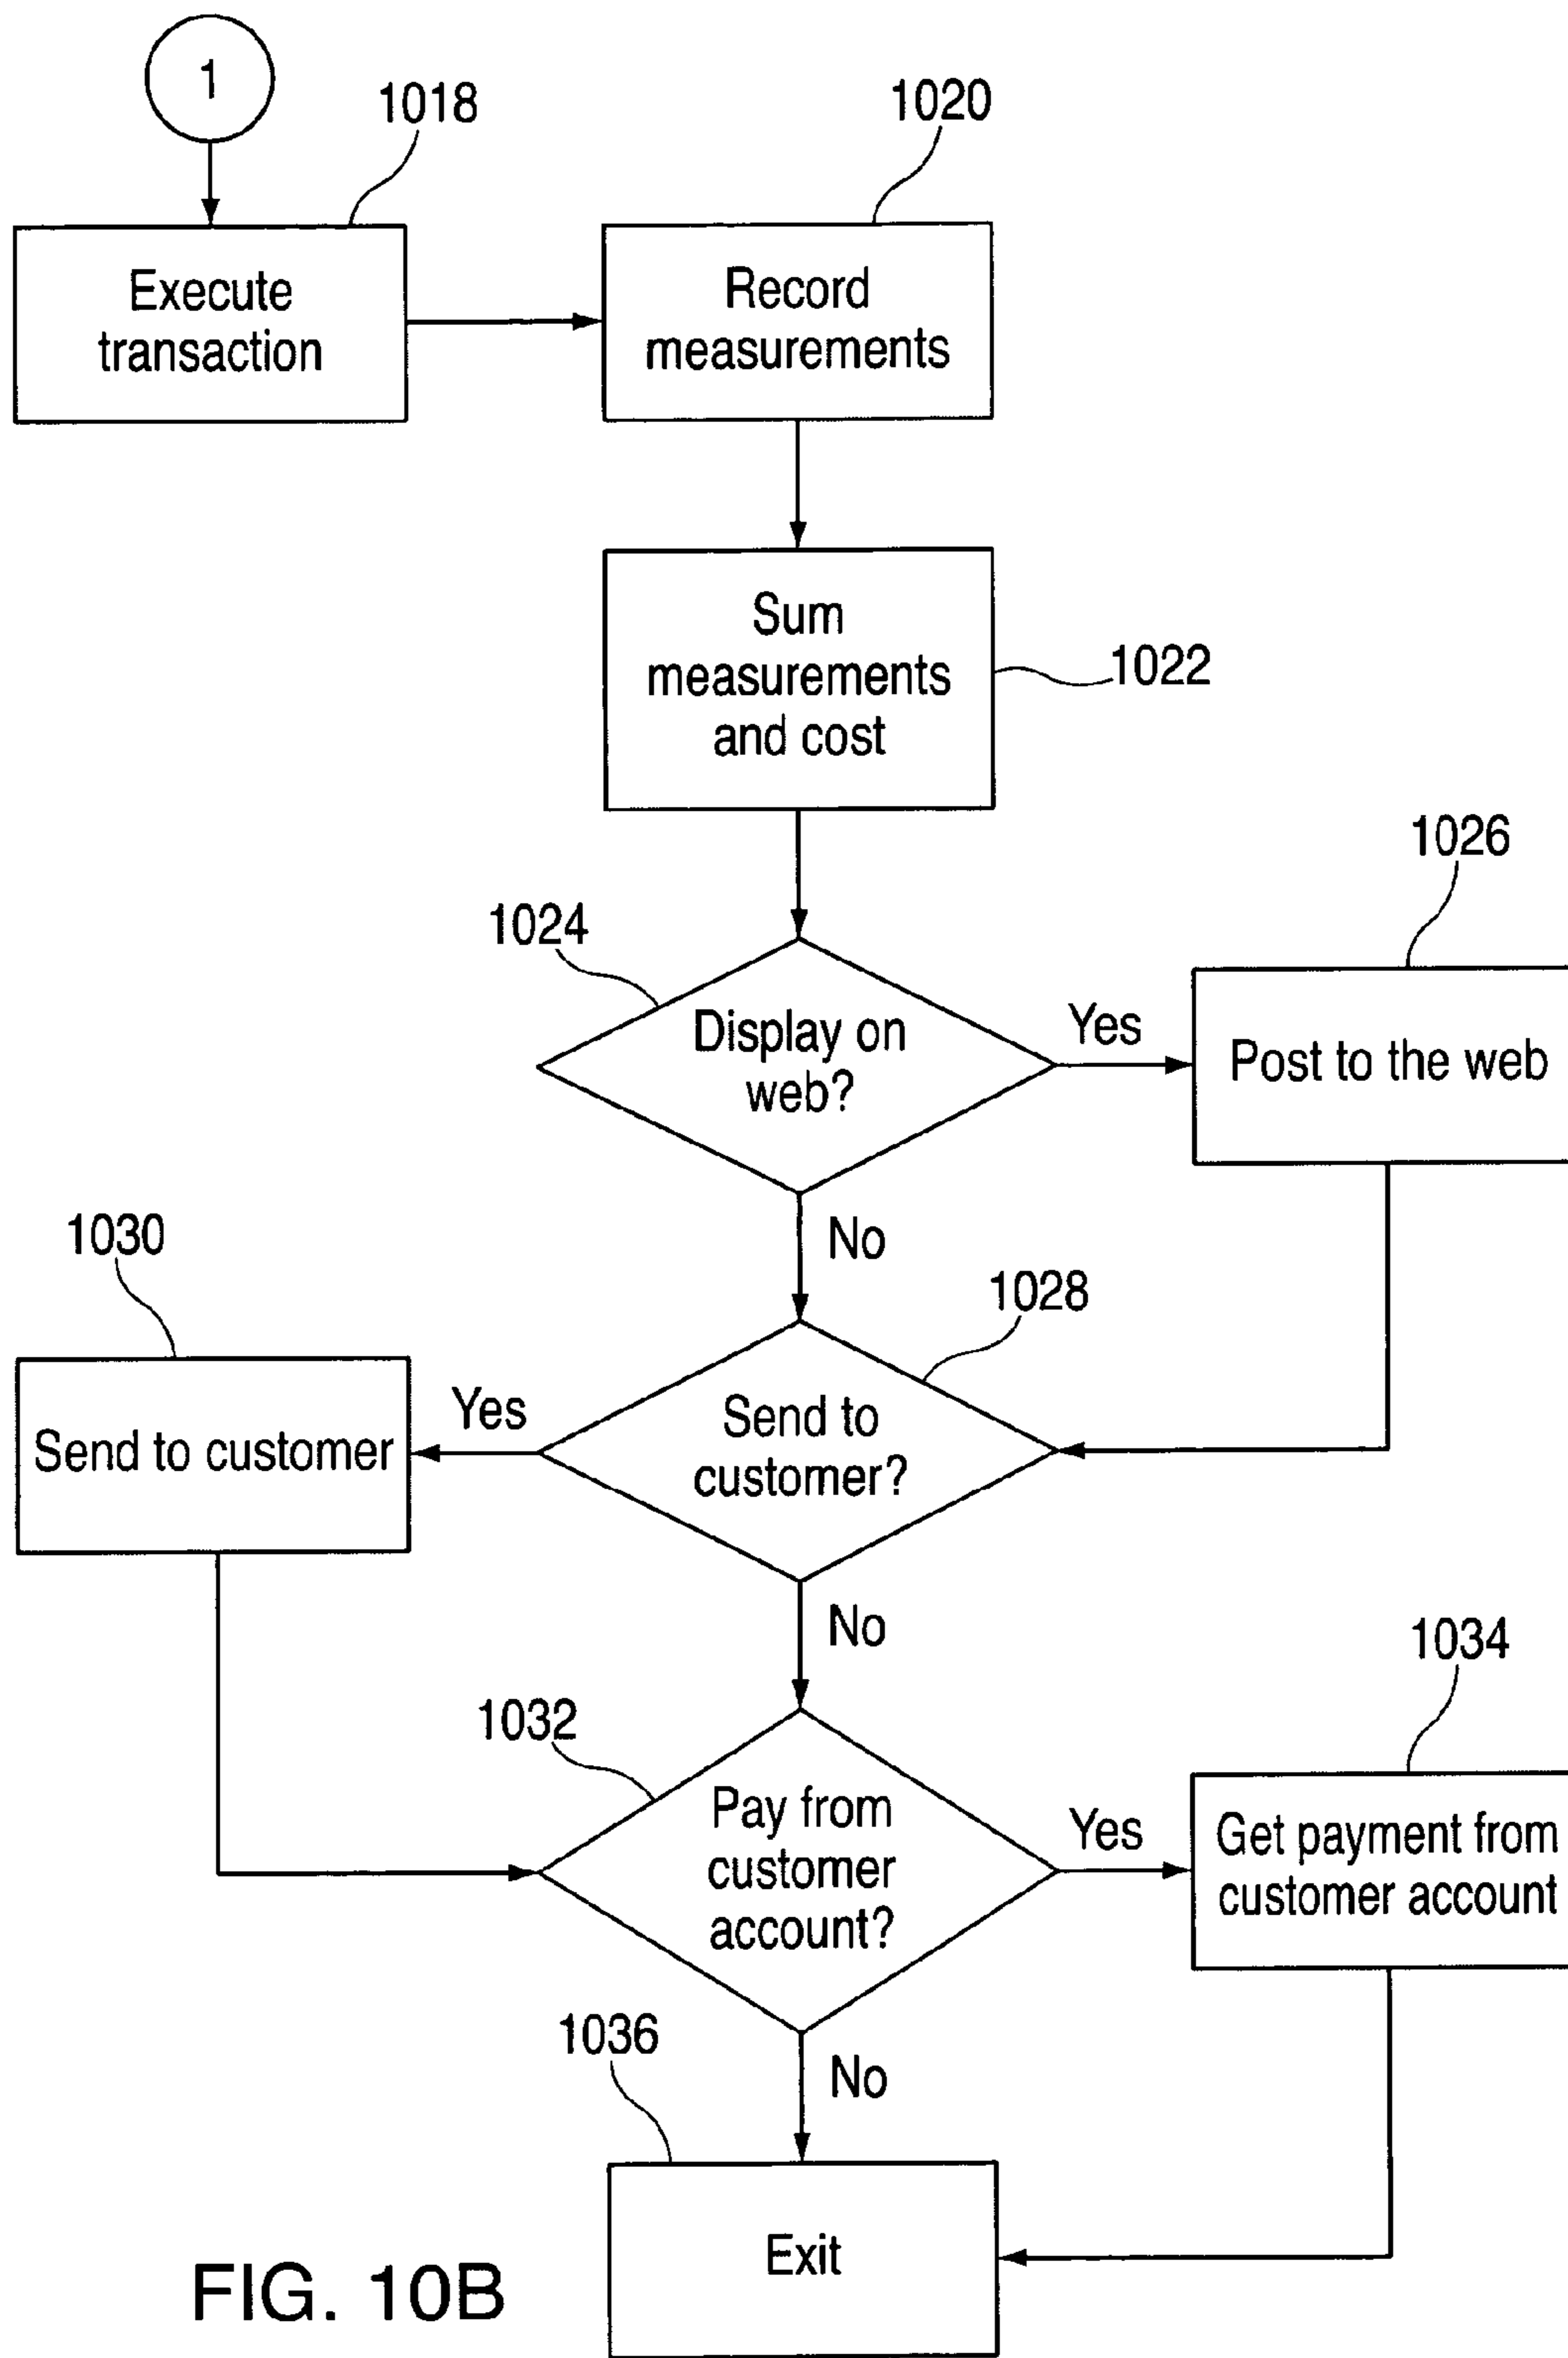 1
1018
1020
Execute
transaction
Record
measurements
Sum
measurements
and cost
1022
1026
1024
Display on
web?
Yes
Post to the web
No
1030
1028
Send to customer
Yes
Send to
customer?
No
1034
1032
Pay from
customer
account?
Yes
Get payment from
customer account
1036
No
Exit
FIG. 10B